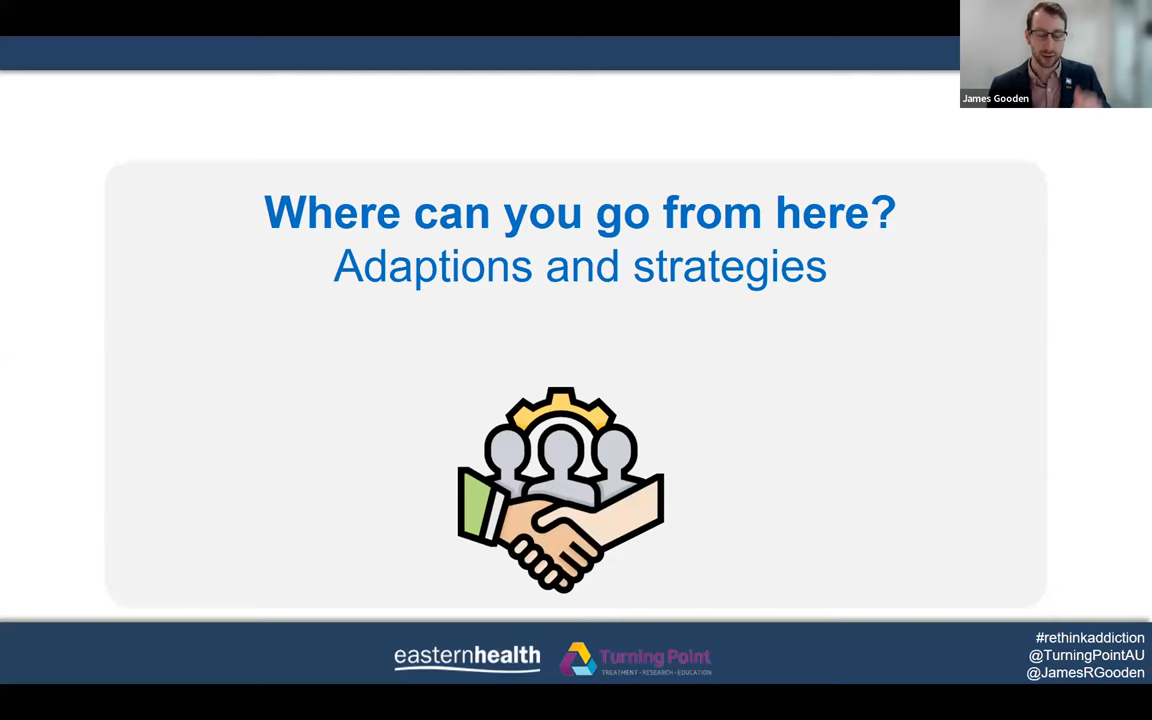 James Gooden
Where can you go from here?
Adaptions and strategies
easternhealth
Turning Point
TREATMENT • RESEARCH • EDUCATION
#rethinkaddiction
@TurningPointAU
@JamesRGooden